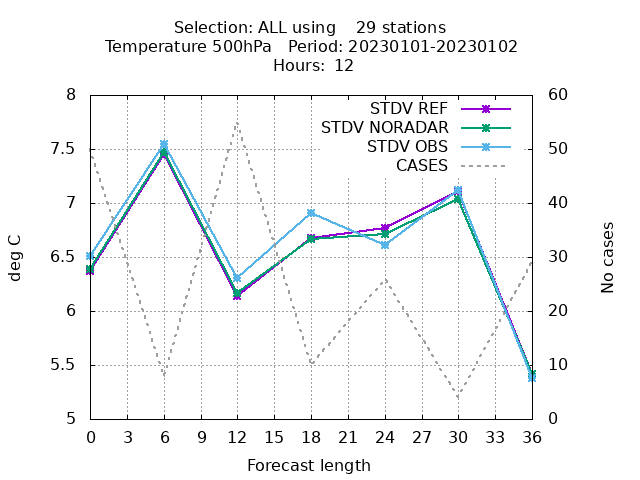 Selection: ALL using    29 stations
Temperature 500hPa   Period: 20230101-20230102
Hours: 12
8 60
STDV REF
STDV NORADAR
STDV OBS
CASES
7.5 50
7 40
6.5 30
6 20
5.5 10
5 0
deg C
No cases
0 3 6 9 12 15 18 21 24 27 30 33 36
Forecast length